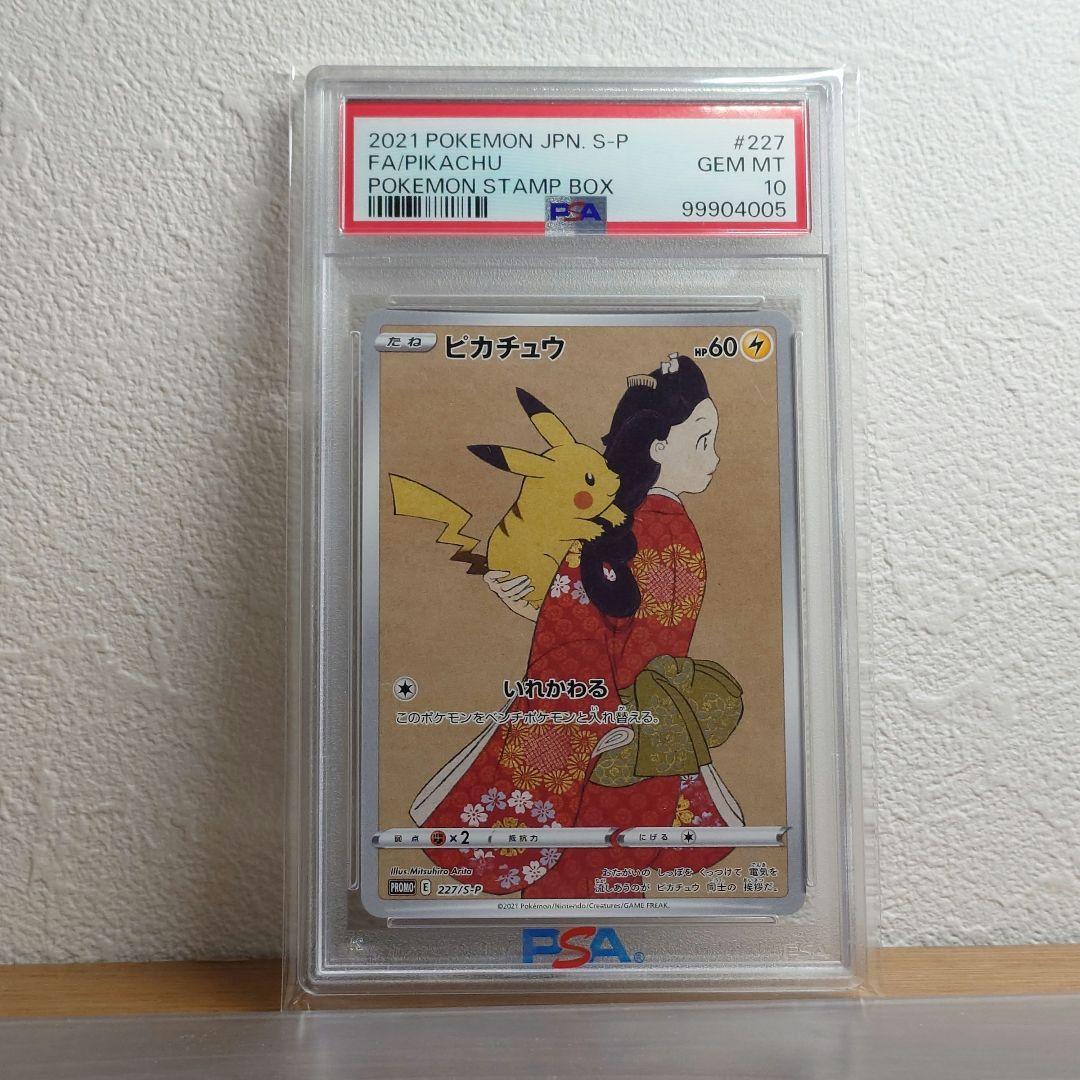 2021 POKEMON JPN. S-P #227
FA/PIKACHU GEM MT
POKEMON STAMP BOX 10
PSA 99904005
たね ピカチュウ HP60
いれかわる
このポケモンをベンチポケモンと入れ替える。
弱点 ×2 抵抗力 にげる
Illus. Mitsuhiro Arita
PROMO E 227/S-P
おたがいの しっぽを くっつけて 電気を
流しあうのが ピカチュウ 同士の 挨拶だ。
©2021 Pokémon/Nintendo/Creatures/GAME FREAK.
PSA®